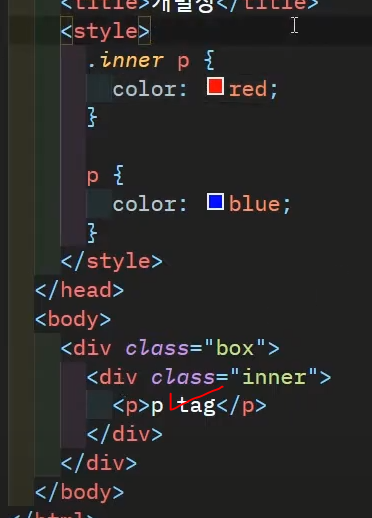 <title>개발정</title>
<style>
.inner p {
color: red;
}
p {
color: blue;
}
</style>
</head>
<body>
<div class="box">
<div class="inner">
<p>p tag</p>
</div>
</div>
</body>
</html>